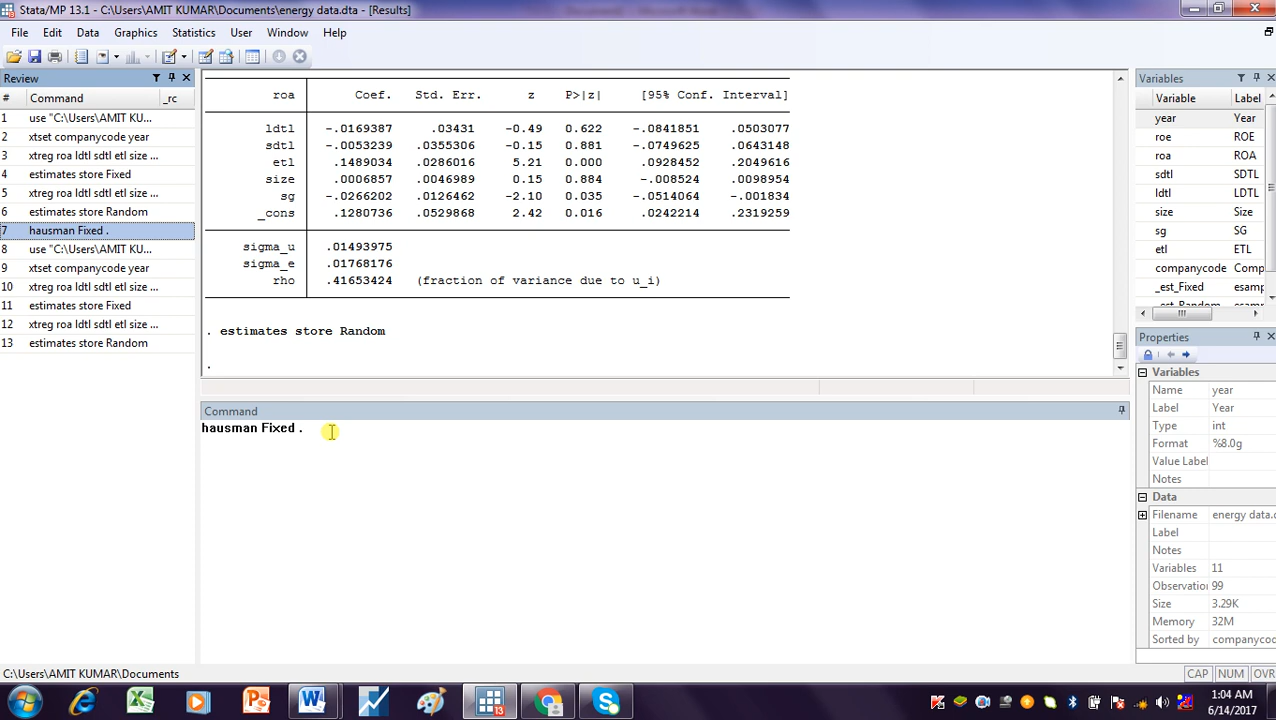 Stata/MP 13.1 - C:\Users\AMIT KUMAR\Documents\energy data.dta - [Results]
File Edit Data Graphics Statistics User Window Help
Review
# Command _rc
1 use "C:\Users\AMIT KU...
2 xtset companycode year
3 xtreg roa ldtl sdtl etl size ...
4 estimates store Fixed
5 xtreg roa ldtl sdtl etl size ...
6 estimates store Random
7 hausman Fixed .
8 use "C:\Users\AMIT KU...
9 xtset companycode year
10 xtreg roa ldtl sdtl etl size ...
11 estimates store Fixed
12 xtreg roa ldtl sdtl etl size ...
13 estimates store Random
roa Coef. Std. Err. z P>|z| [95% Conf. Interval]
ldtl -.0169387 .03431 -0.49 0.622 -.0841851 .0503077
sdtl -.0053239 .0355306 -0.15 0.881 -.0749625 .0643148
etl .1489034 .0286016 5.21 0.000 .0928452 .2049616
size .0006857 .0046989 0.15 0.884 -.008524 .0098954
sg -.0266202 .0126462 -2.10 0.035 -.0514064 -.001834
_cons .1280736 .0529868 2.42 0.016 .0242214 .2319259
sigma_u .01493975
sigma_e .01768176
rho .41653424 (fraction of variance due to u_i)
. estimates store Random
.
Command
hausman Fixed .
Variables
Variable Label
year Year
roe ROE
roa ROA
sdtl SDTL
ldtl LDTL
size Size
sg SG
etl ETL
companycode Comp
_est_Fixed esamp
_est_Random esamp
Properties
Variables
Name year
Label Year
Type int
Format %8.0g
Value Label
Notes
Data
Filename energy data.d
Label
Notes
Variables 11
Observation 99
Size 3.29K
Memory 32M
Sorted by companycoc
C:\Users\AMIT KUMAR\Documents
CAP NUM OVR
13
1:04 AM
6/14/2017